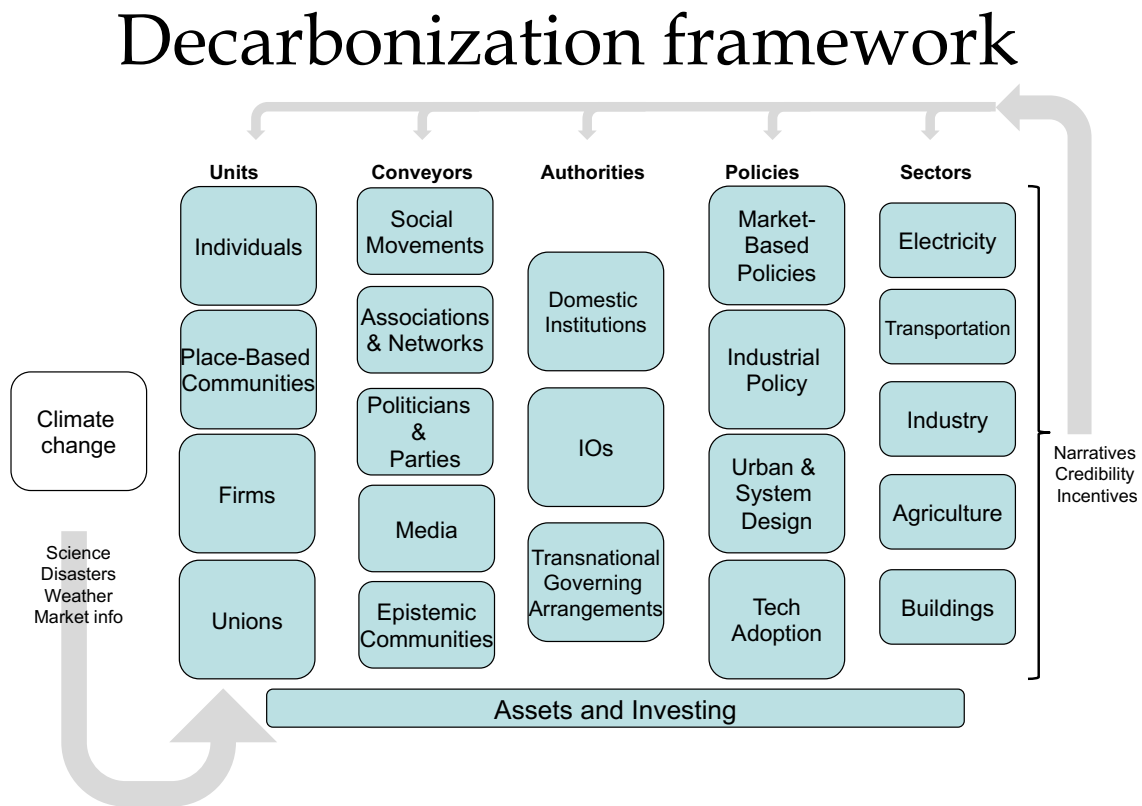 Decarbonization framework
Units
Conveyors
Authorities
Policies
Sectors
Individuals
Place-Based
Communities
Firms
Unions
Social
Movements
Associations
& Networks
Politicians
&
Parties
Media
Epistemic
Communities
Domestic
Institutions
IOs
Transnational
Governing
Arrangements
Market-
Based
Policies
Industrial
Policy
Urban &
System
Design
Tech
Adoption
Electricity
Transportation
Industry
Agriculture
Buildings
Climate
change
Science
Disasters
Weather
Market info
Narratives
Credibility
Incentives
Assets and Investing